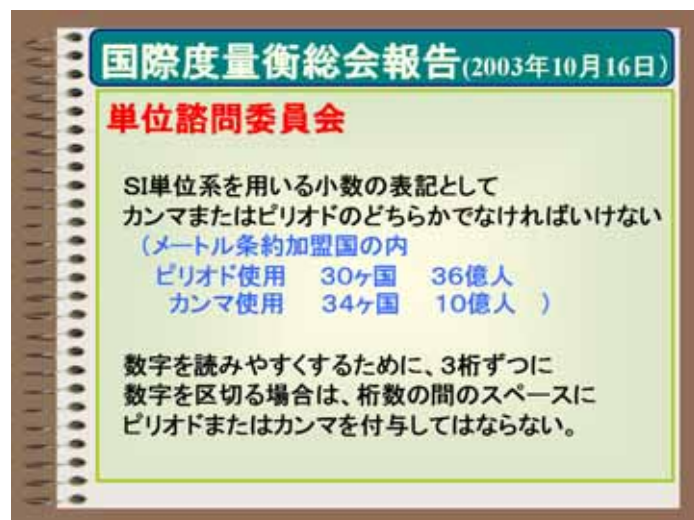 国際度量衡総会報告(2003年10月16日)
単位諮問委員会
SI単位系を用いる小数の表記として
カンマまたはピリオドのどちらかでなければいけない
(メートル条約加盟国の内
ピリオド使用 30ヶ国 36億人
カンマ使用 34ヶ国 10億人 )
数字を読みやすくするために、3桁ずつに
数字を区切る場合は、桁数の間のスペースに
ピリオドまたはカンマを付与してはならない。